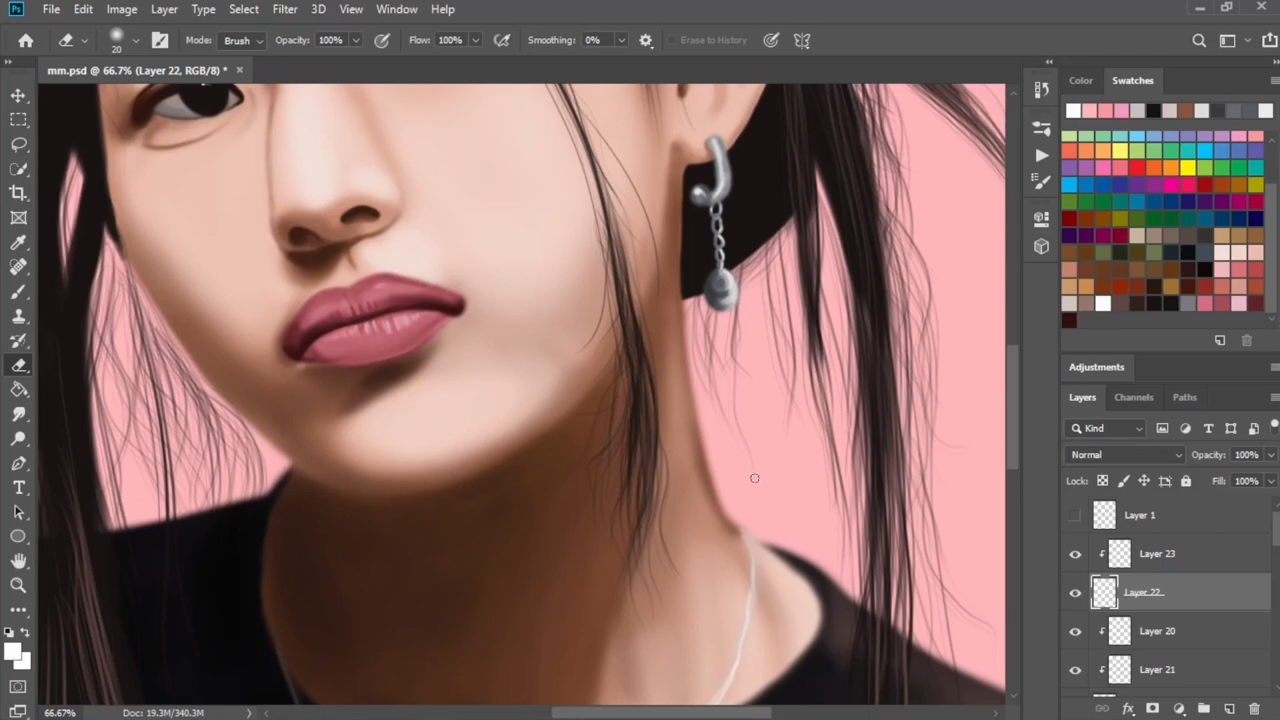 Ps File Edit Image Layer Type Select Filter 3D View Window Help
20 Mode: Brush Opacity: 100% Flow: 100% Smoothing: 0% Erase to History
mm.psd @ 66.7% (Layer 22, RGB/8) *
Color Swatches
Adjustments
Layers Channels Paths
Kind
Normal Opacity: 100%
Lock: Fill: 100%
Layer 1
Layer 23
Layer 22
Layer 20
Layer 21
66.67% Doc: 19.3M/340.3M